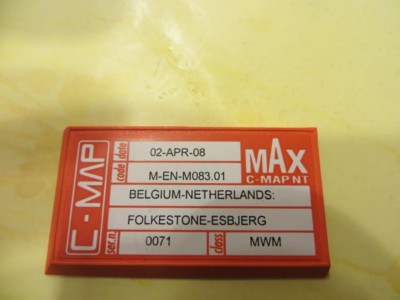 C-MAP
date 02-APR-08
code M-EN-M083.01
MAX
C-MAP NT
BELGIUM-NETHERLANDS:
FOLKESTONE-ESBJERG
ser.n. 0071 class MWM